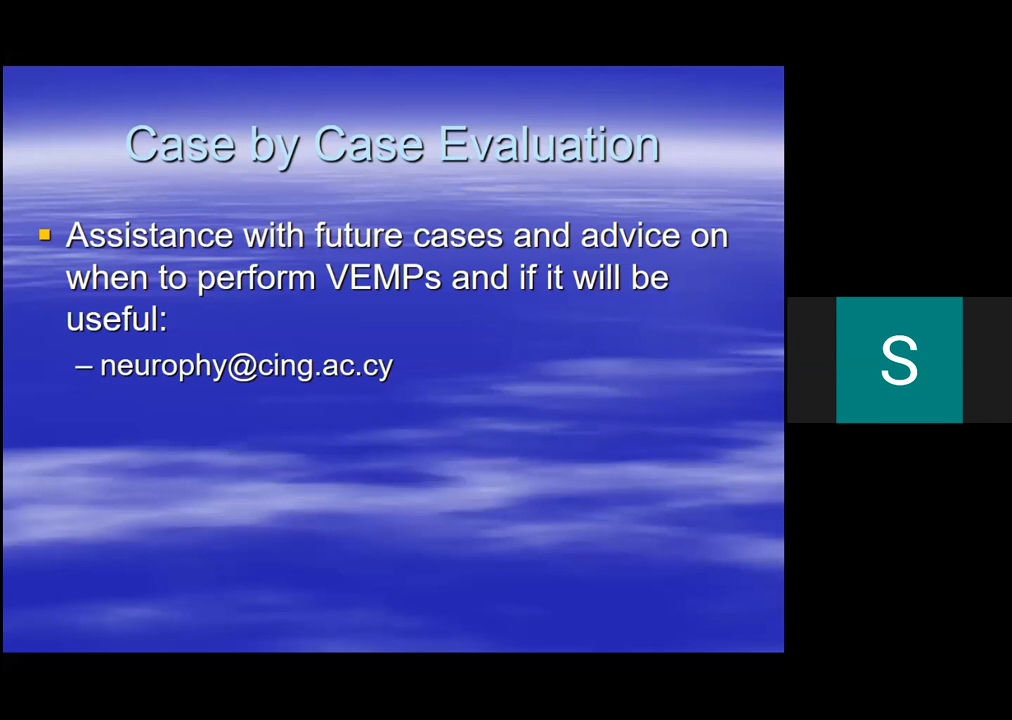 Case by Case Evaluation
Assistance with future cases and advice on
when to perform VEMPs and if it will be
useful:
– neurophy@cing.ac.cy
S